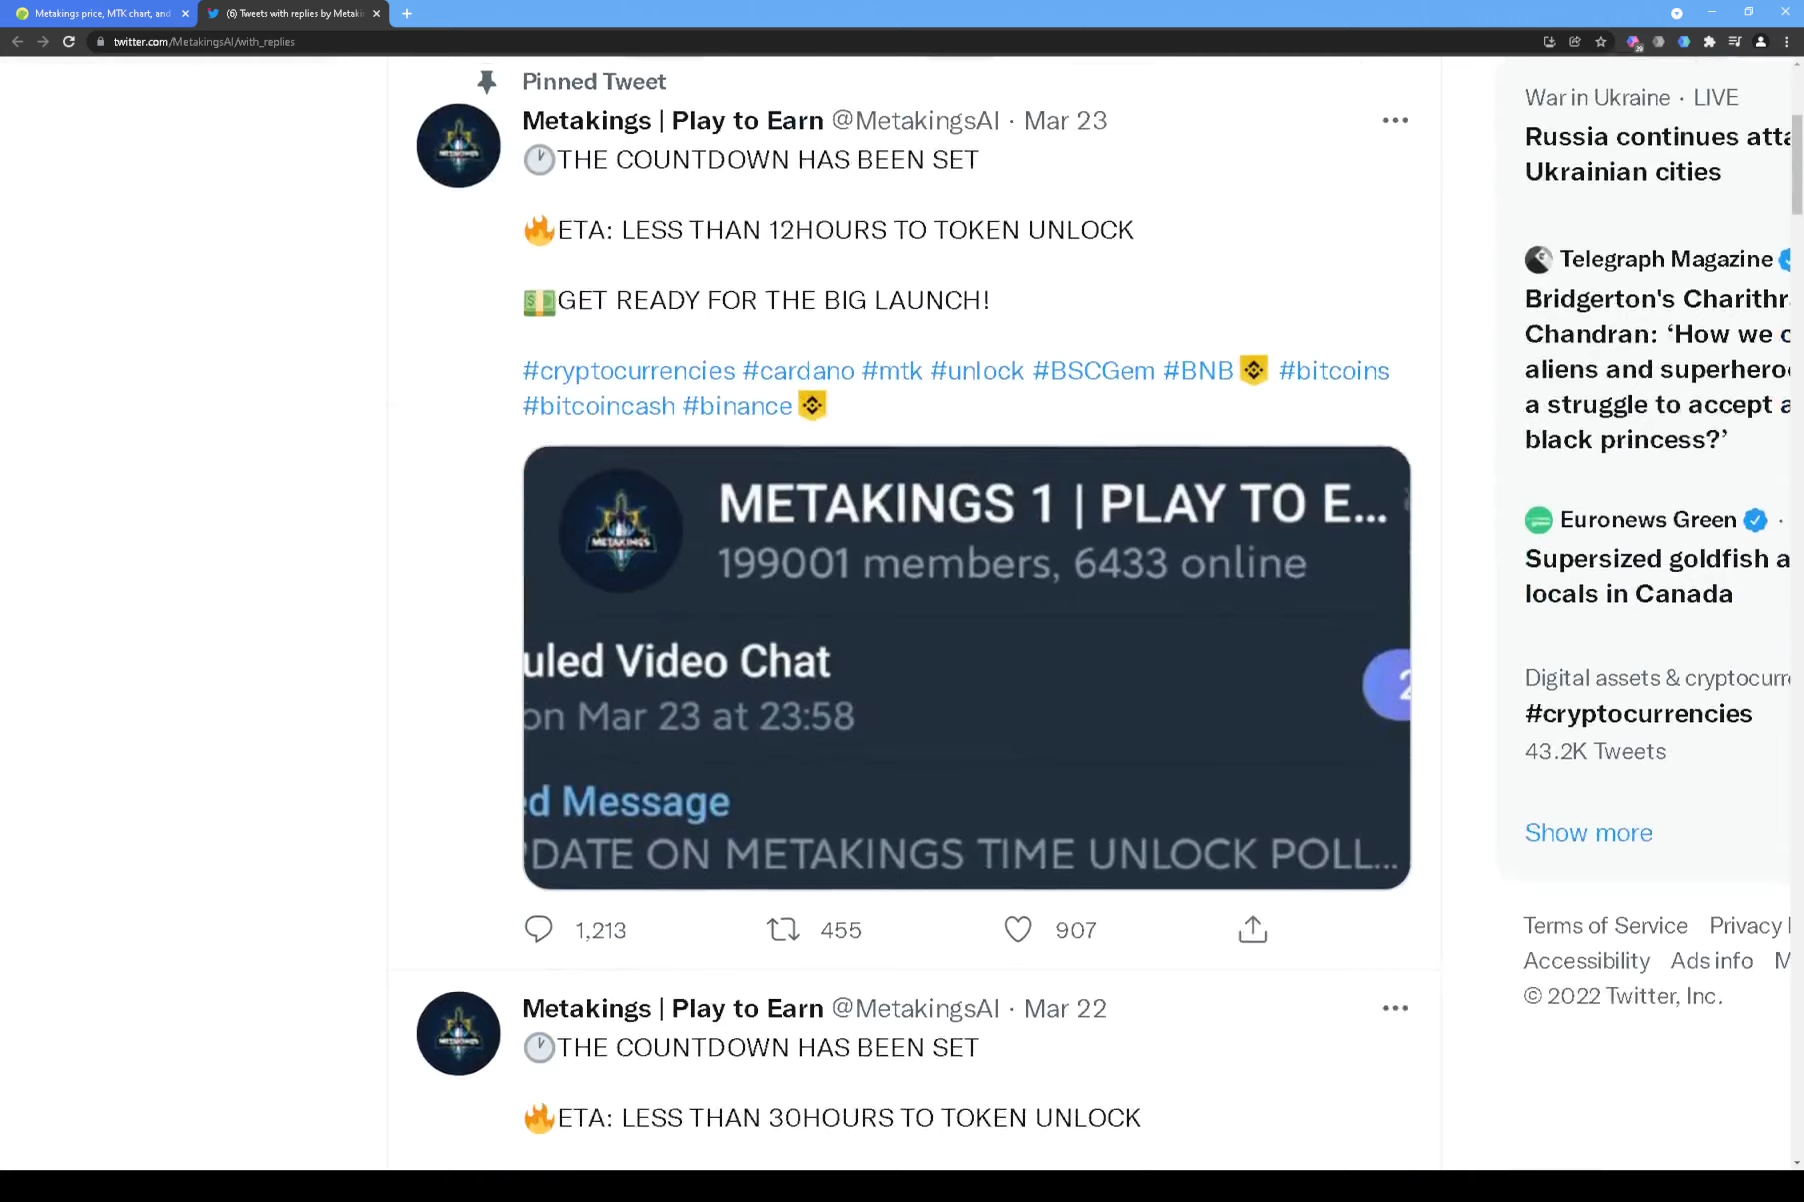 Metakings price, MTK chart, and
(6) Tweets with replies by Metaki
twitter.com/MetakingsAI/with_replies
Pinned Tweet
Metakings | Play to Earn @MetakingsAI · Mar 23
THE COUNTDOWN HAS BEEN SET
🔥ETA: LESS THAN 12HOURS TO TOKEN UNLOCK
💵GET READY FOR THE BIG LAUNCH!
#cryptocurrencies #cardano #mtk #unlock #BSCGem #BNB #bitcoins
#bitcoincash #binance
METAKINGS
METAKINGS 1 | PLAY TO E...
199001 members, 6433 online
uled Video Chat
on Mar 23 at 23:58
2
ed Message
PDATE ON METAKINGS TIME UNLOCK POLL...
1,213
455
907
Metakings | Play to Earn @MetakingsAI · Mar 22
THE COUNTDOWN HAS BEEN SET
🔥ETA: LESS THAN 30HOURS TO TOKEN UNLOCK
War in Ukraine · LIVE
Russia continues atta
Ukrainian cities
Telegraph Magazine
Bridgerton's Charithr
Chandran: ‘How we c
aliens and superhero
a struggle to accept a
black princess?’
Euronews Green ·
Supersized goldfish a
locals in Canada
Digital assets & cryptocurr
#cryptocurrencies
43.2K Tweets
Show more
Terms of Service Privacy
Accessibility Ads info M
© 2022 Twitter, Inc.